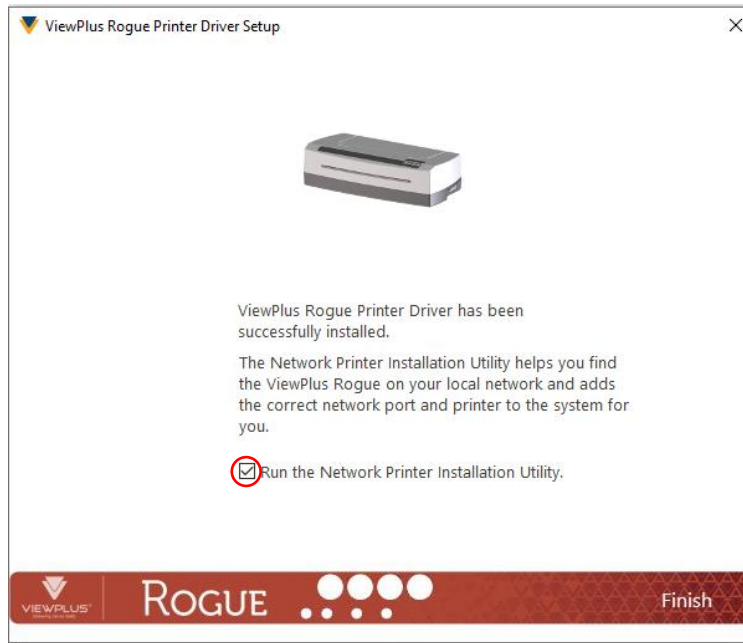 ViewPlus Rogue Printer Driver Setup
ViewPlus Rogue Printer Driver has been
successfully installed.
The Network Printer Installation Utility helps you find
the ViewPlus Rogue on your local network and adds
the correct network port and printer to the system for
you.
Run the Network Printer Installation Utility.
VIEWPLUS
ROGUE
Finish